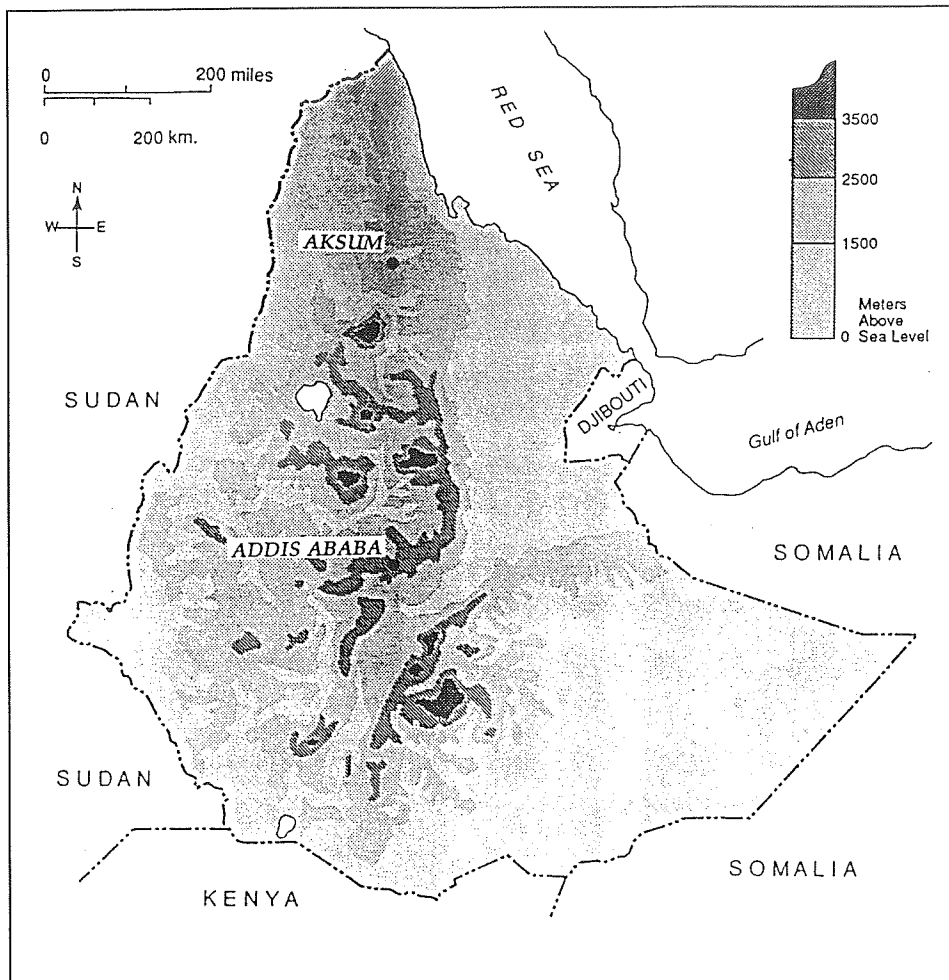 0 200 miles
0 200 km.
N
W E
S
RED SEA
3500
2500
1500
0
Meters
Above
Sea Level
AKSUM
SUDAN
DJIBOUTI
Gulf of Aden
ADDIS ABABA
SOMALIA
SUDAN
KENYA
SOMALIA